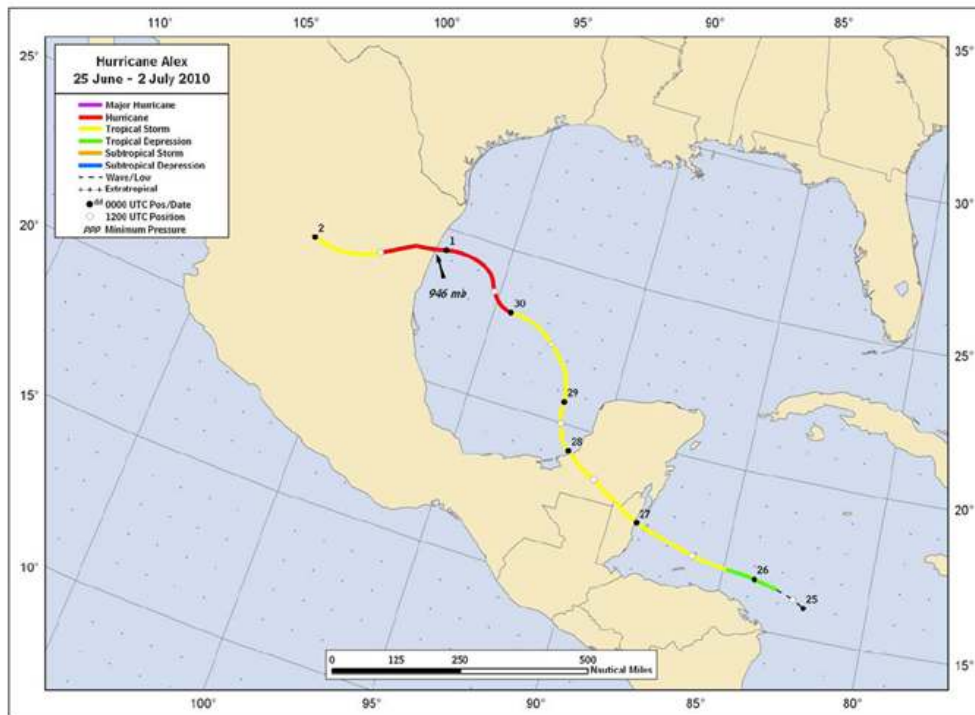 110° 105° 100° 95° 90° 85°
25° 35°
Hurricane Alex
25 June - 2 July 2010
Major Hurricane
Hurricane
Tropical Storm
Tropical Depression
Subtropical Storm
Subtropical Depression
Wave/Low
Extratropical
dd 0000 UTC Pos/Date
1200 UTC Position
PPP Minimum Pressure
20° 30°
2
1
946 mb
30
15° 25°
29
28
27
10° 20°
26
25
0 125 250 500
Nautical Miles
15°
100° 95° 90° 85° 80°